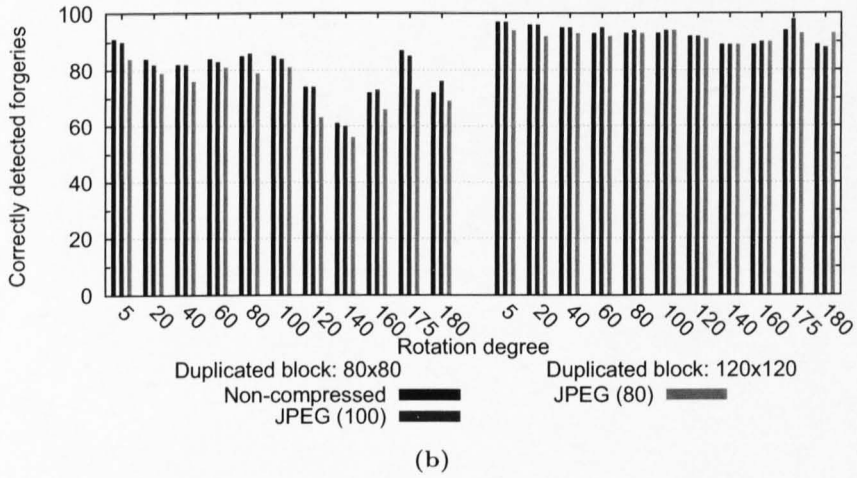 Correctly detected forgeries
100
80
60
40
20
0
5 20 40 60 80 100 120 140 160 175 180 5 20 40 60 80 100 120 140 160 175 180
Rotation degree
Duplicated block: 80x80 Duplicated block: 120x120
Non-compressed JPEG (80)
JPEG (100)
(b)